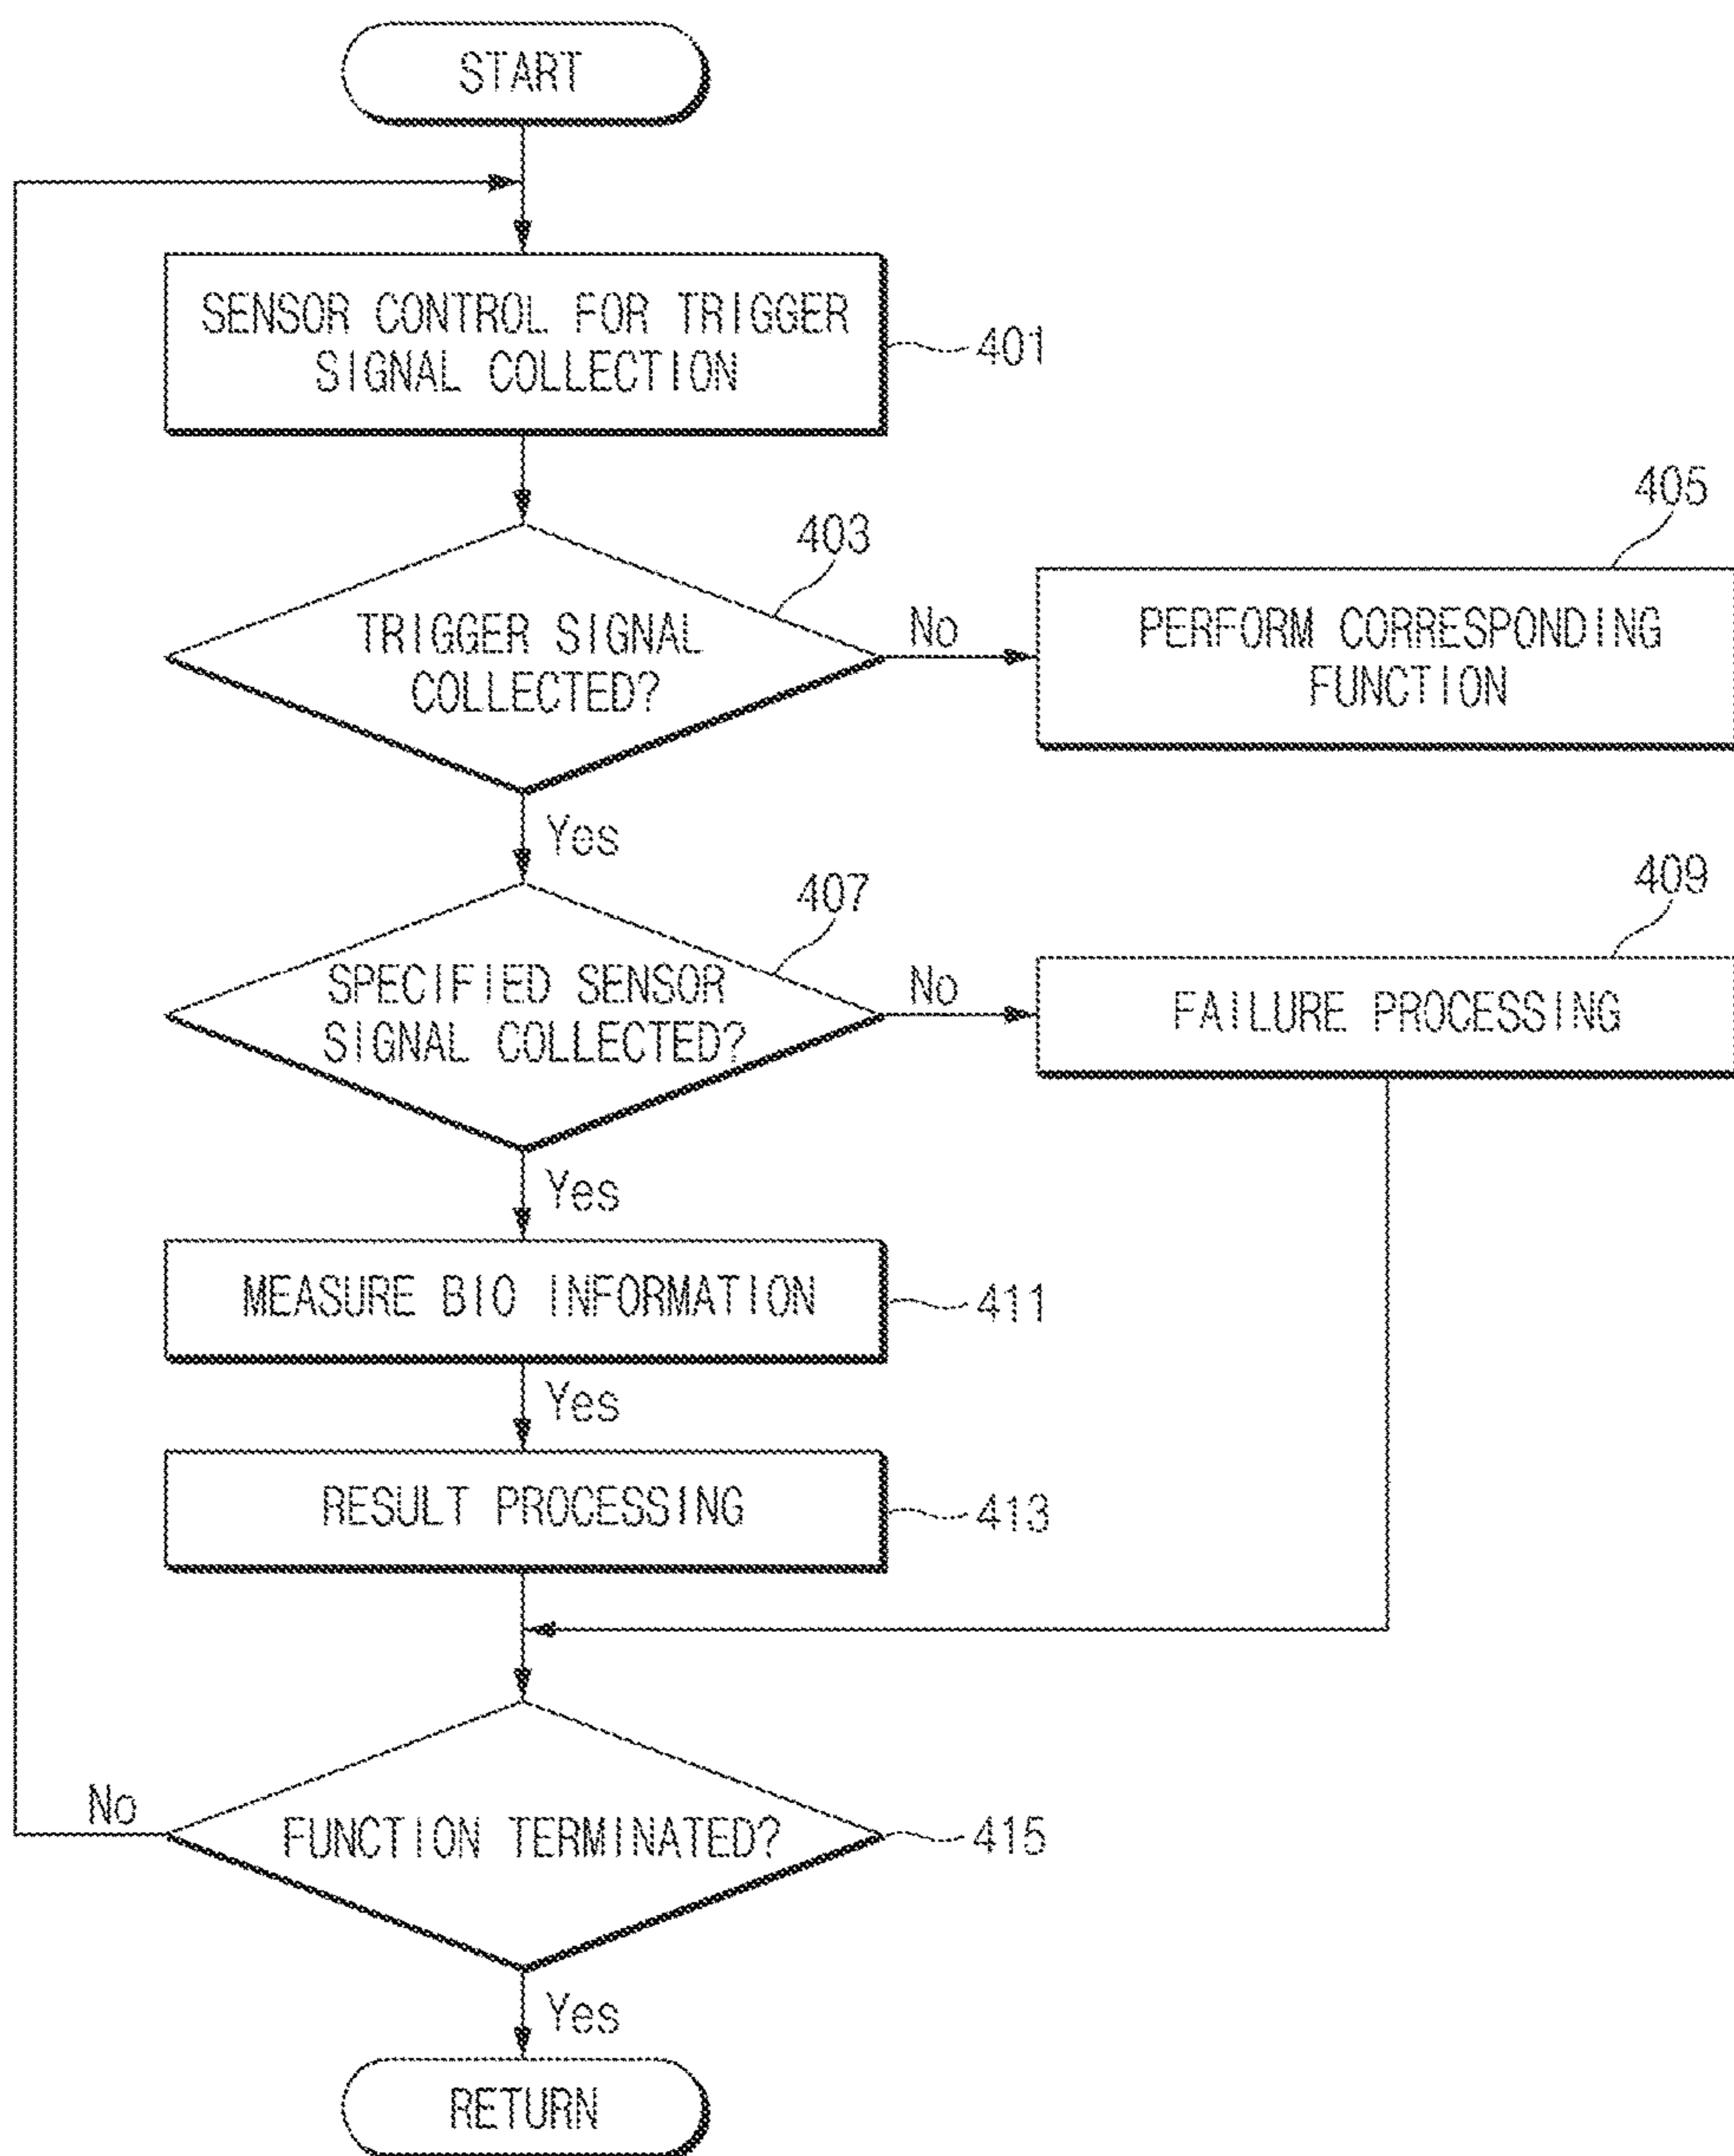 START
SENSOR CONTROL FOR TRIGGER
SIGNAL COLLECTION
401
403
405
TRIGGER SIGNAL
COLLECTED?
No
PERFORM CORRESPONDING
FUNCTION
Yes
407
409
SPECIFIED SENSOR
SIGNAL COLLECTED?
No
FAILURE PROCESSING
Yes
MEASURE BIO INFORMATION
411
Yes
RESULT PROCESSING
413
No
FUNCTION TERMINATED?
415
Yes
RETURN